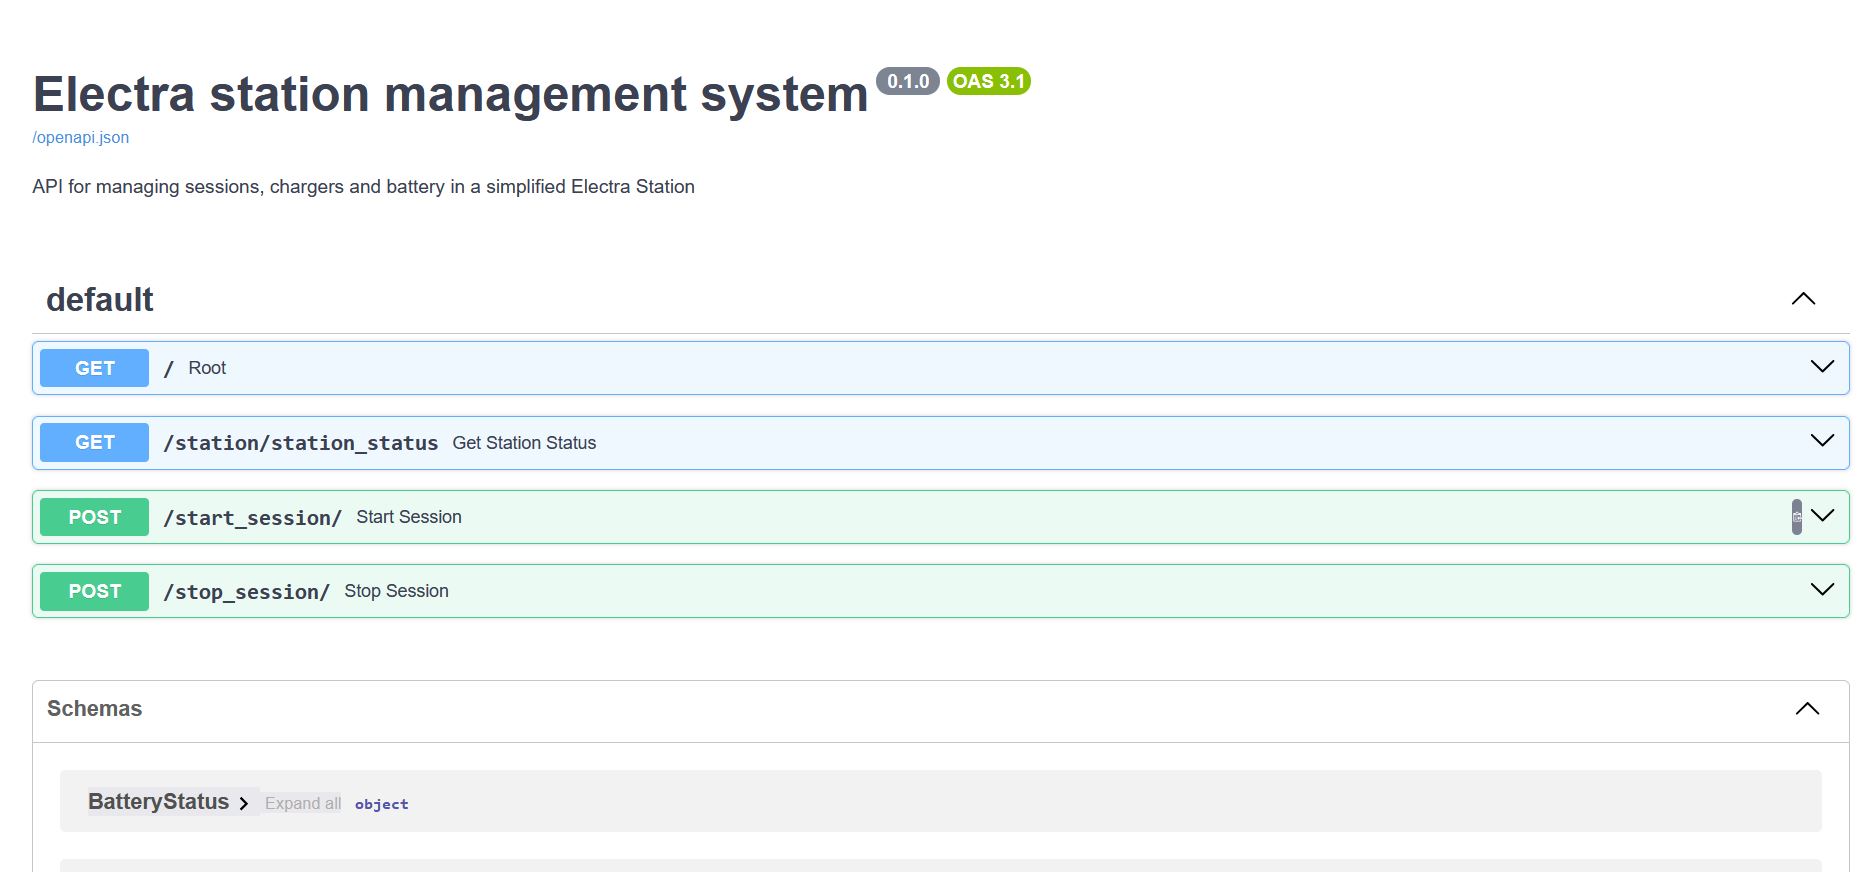 Electra station management system 0.1.0 OAS 3.1
/openapi.json
API for managing sessions, chargers and battery in a simplified Electra Station
default
GET / Root
GET /station/station_status Get Station Status
POST /start_session/ Start Session
POST /stop_session/ Stop Session
Schemas
BatteryStatus Expand all object